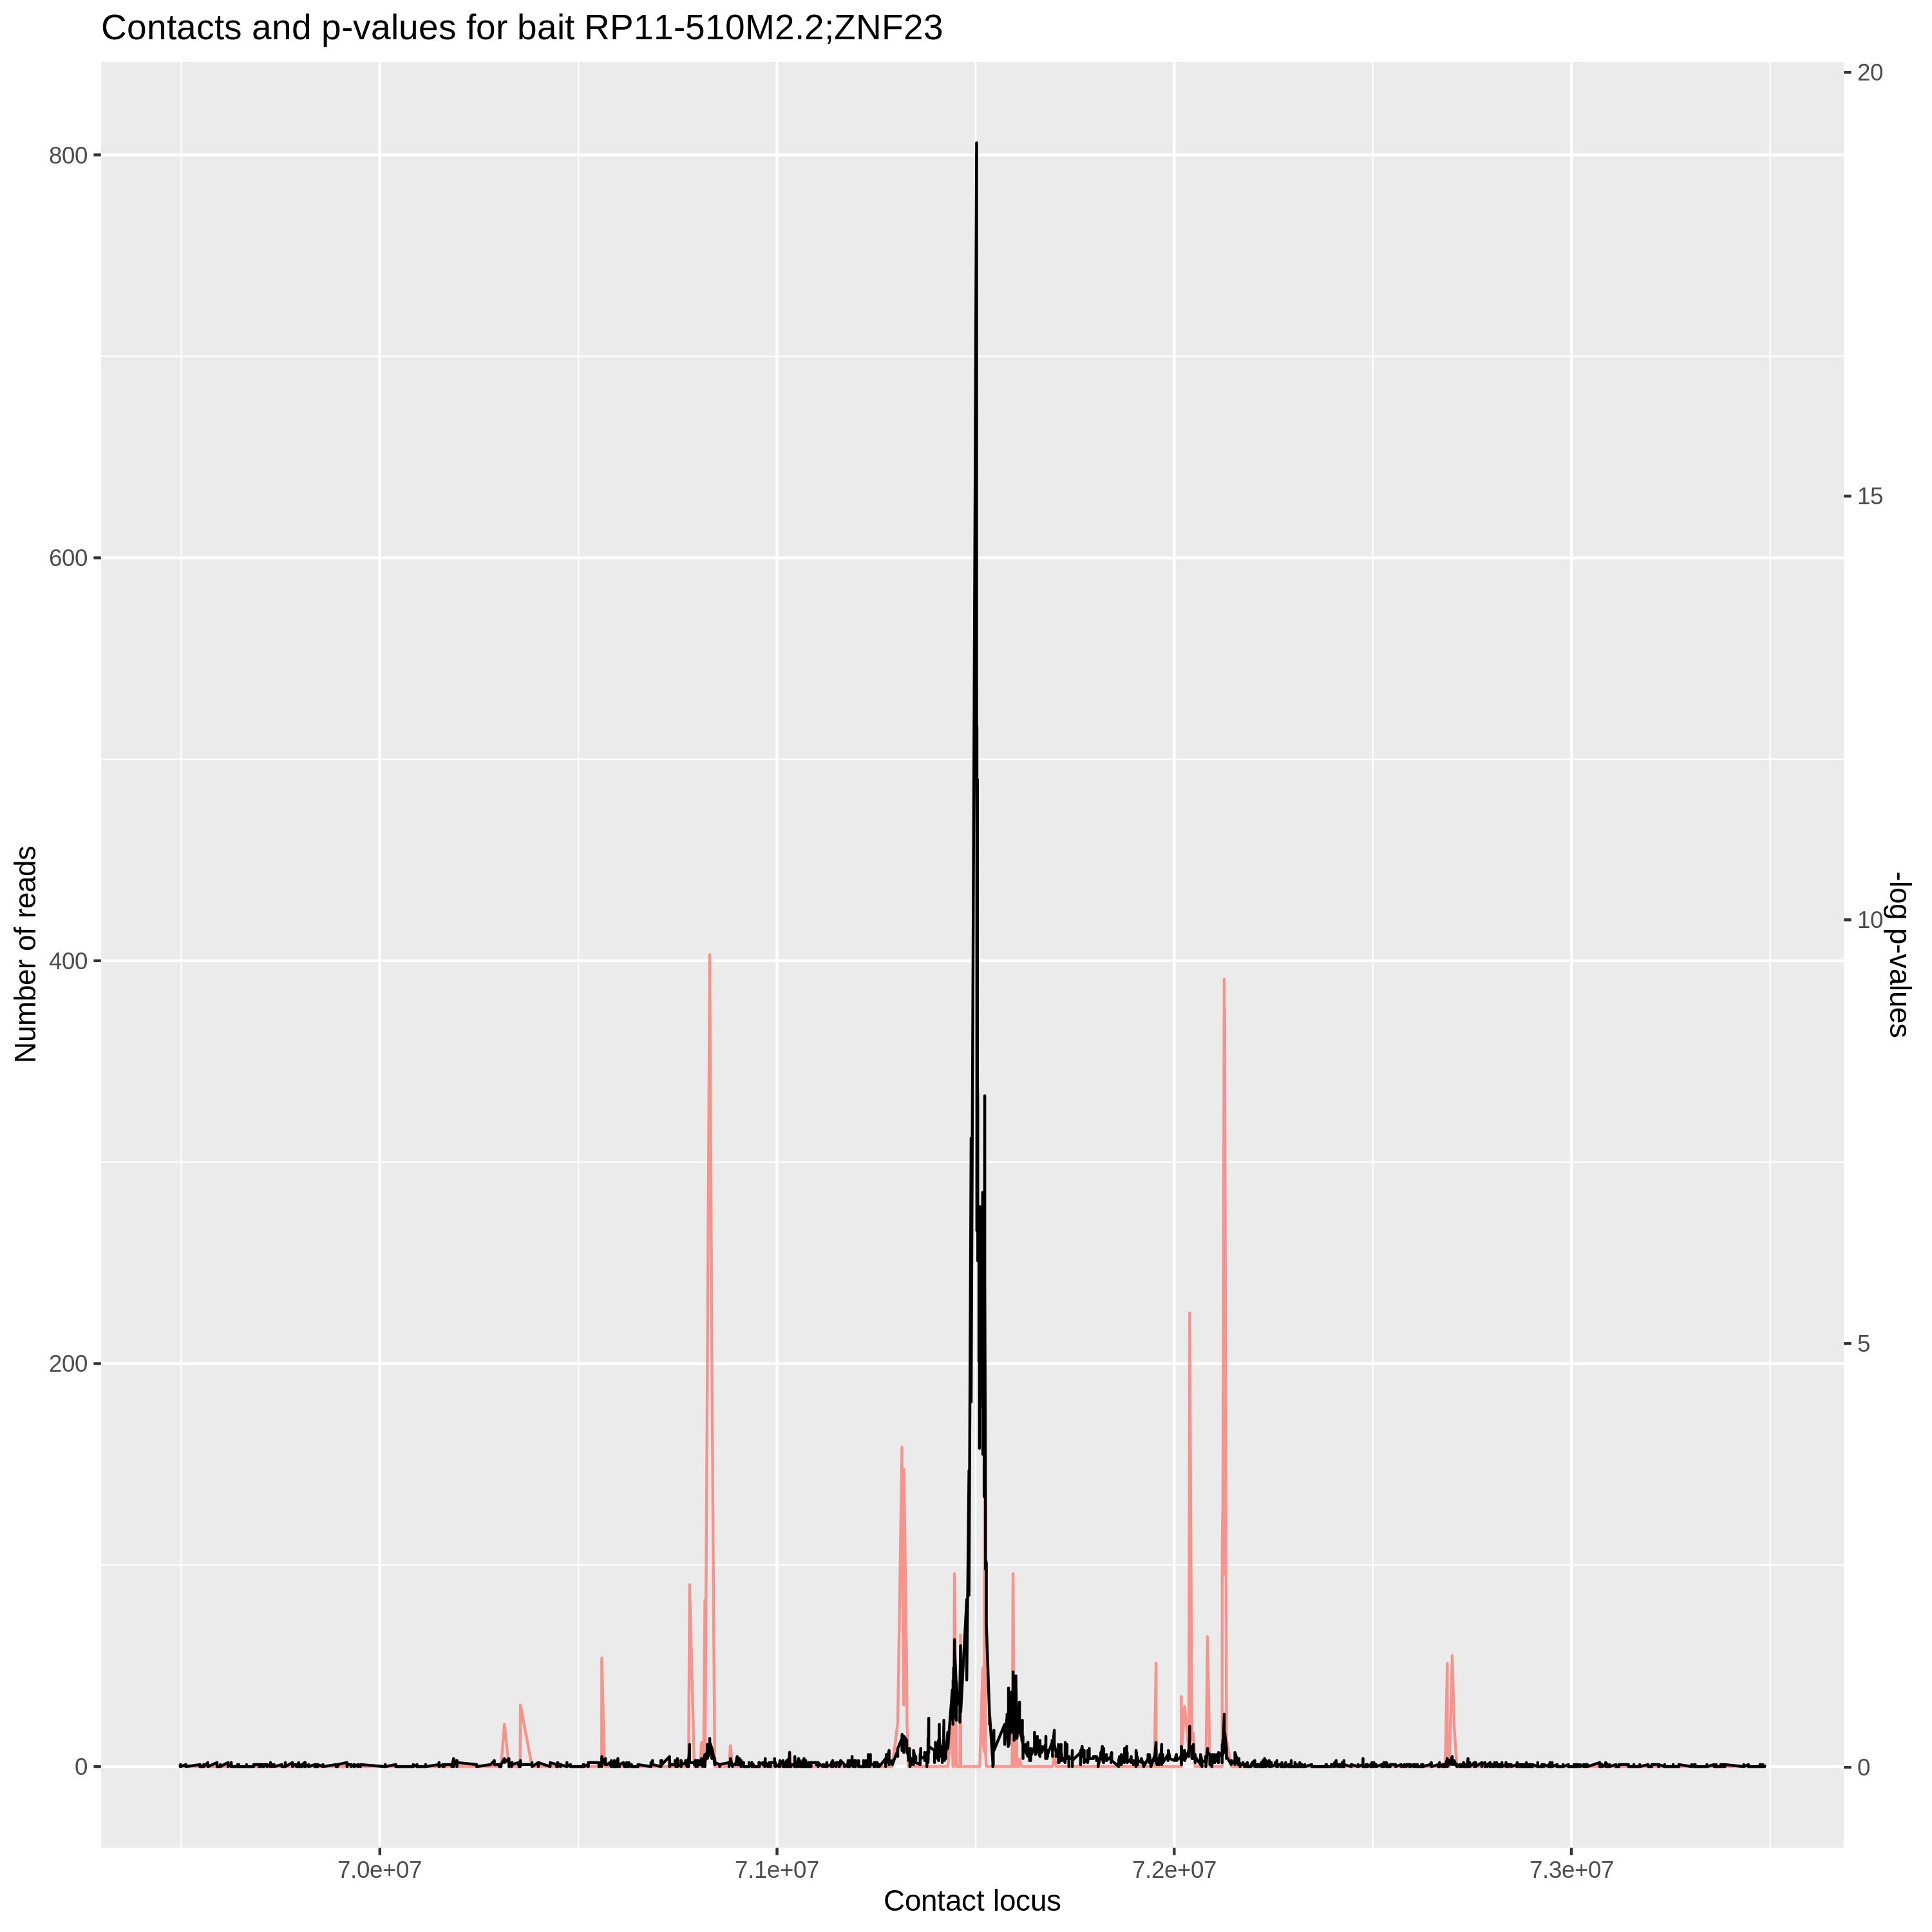 Contacts and p-values for bait RP11-510M2.2;ZNF23
Number of reads
800
600
400
200
0
20
15
10
5
0
-log p-values
7.0e+07
7.1e+07
7.2e+07
7.3e+07
Contact locus